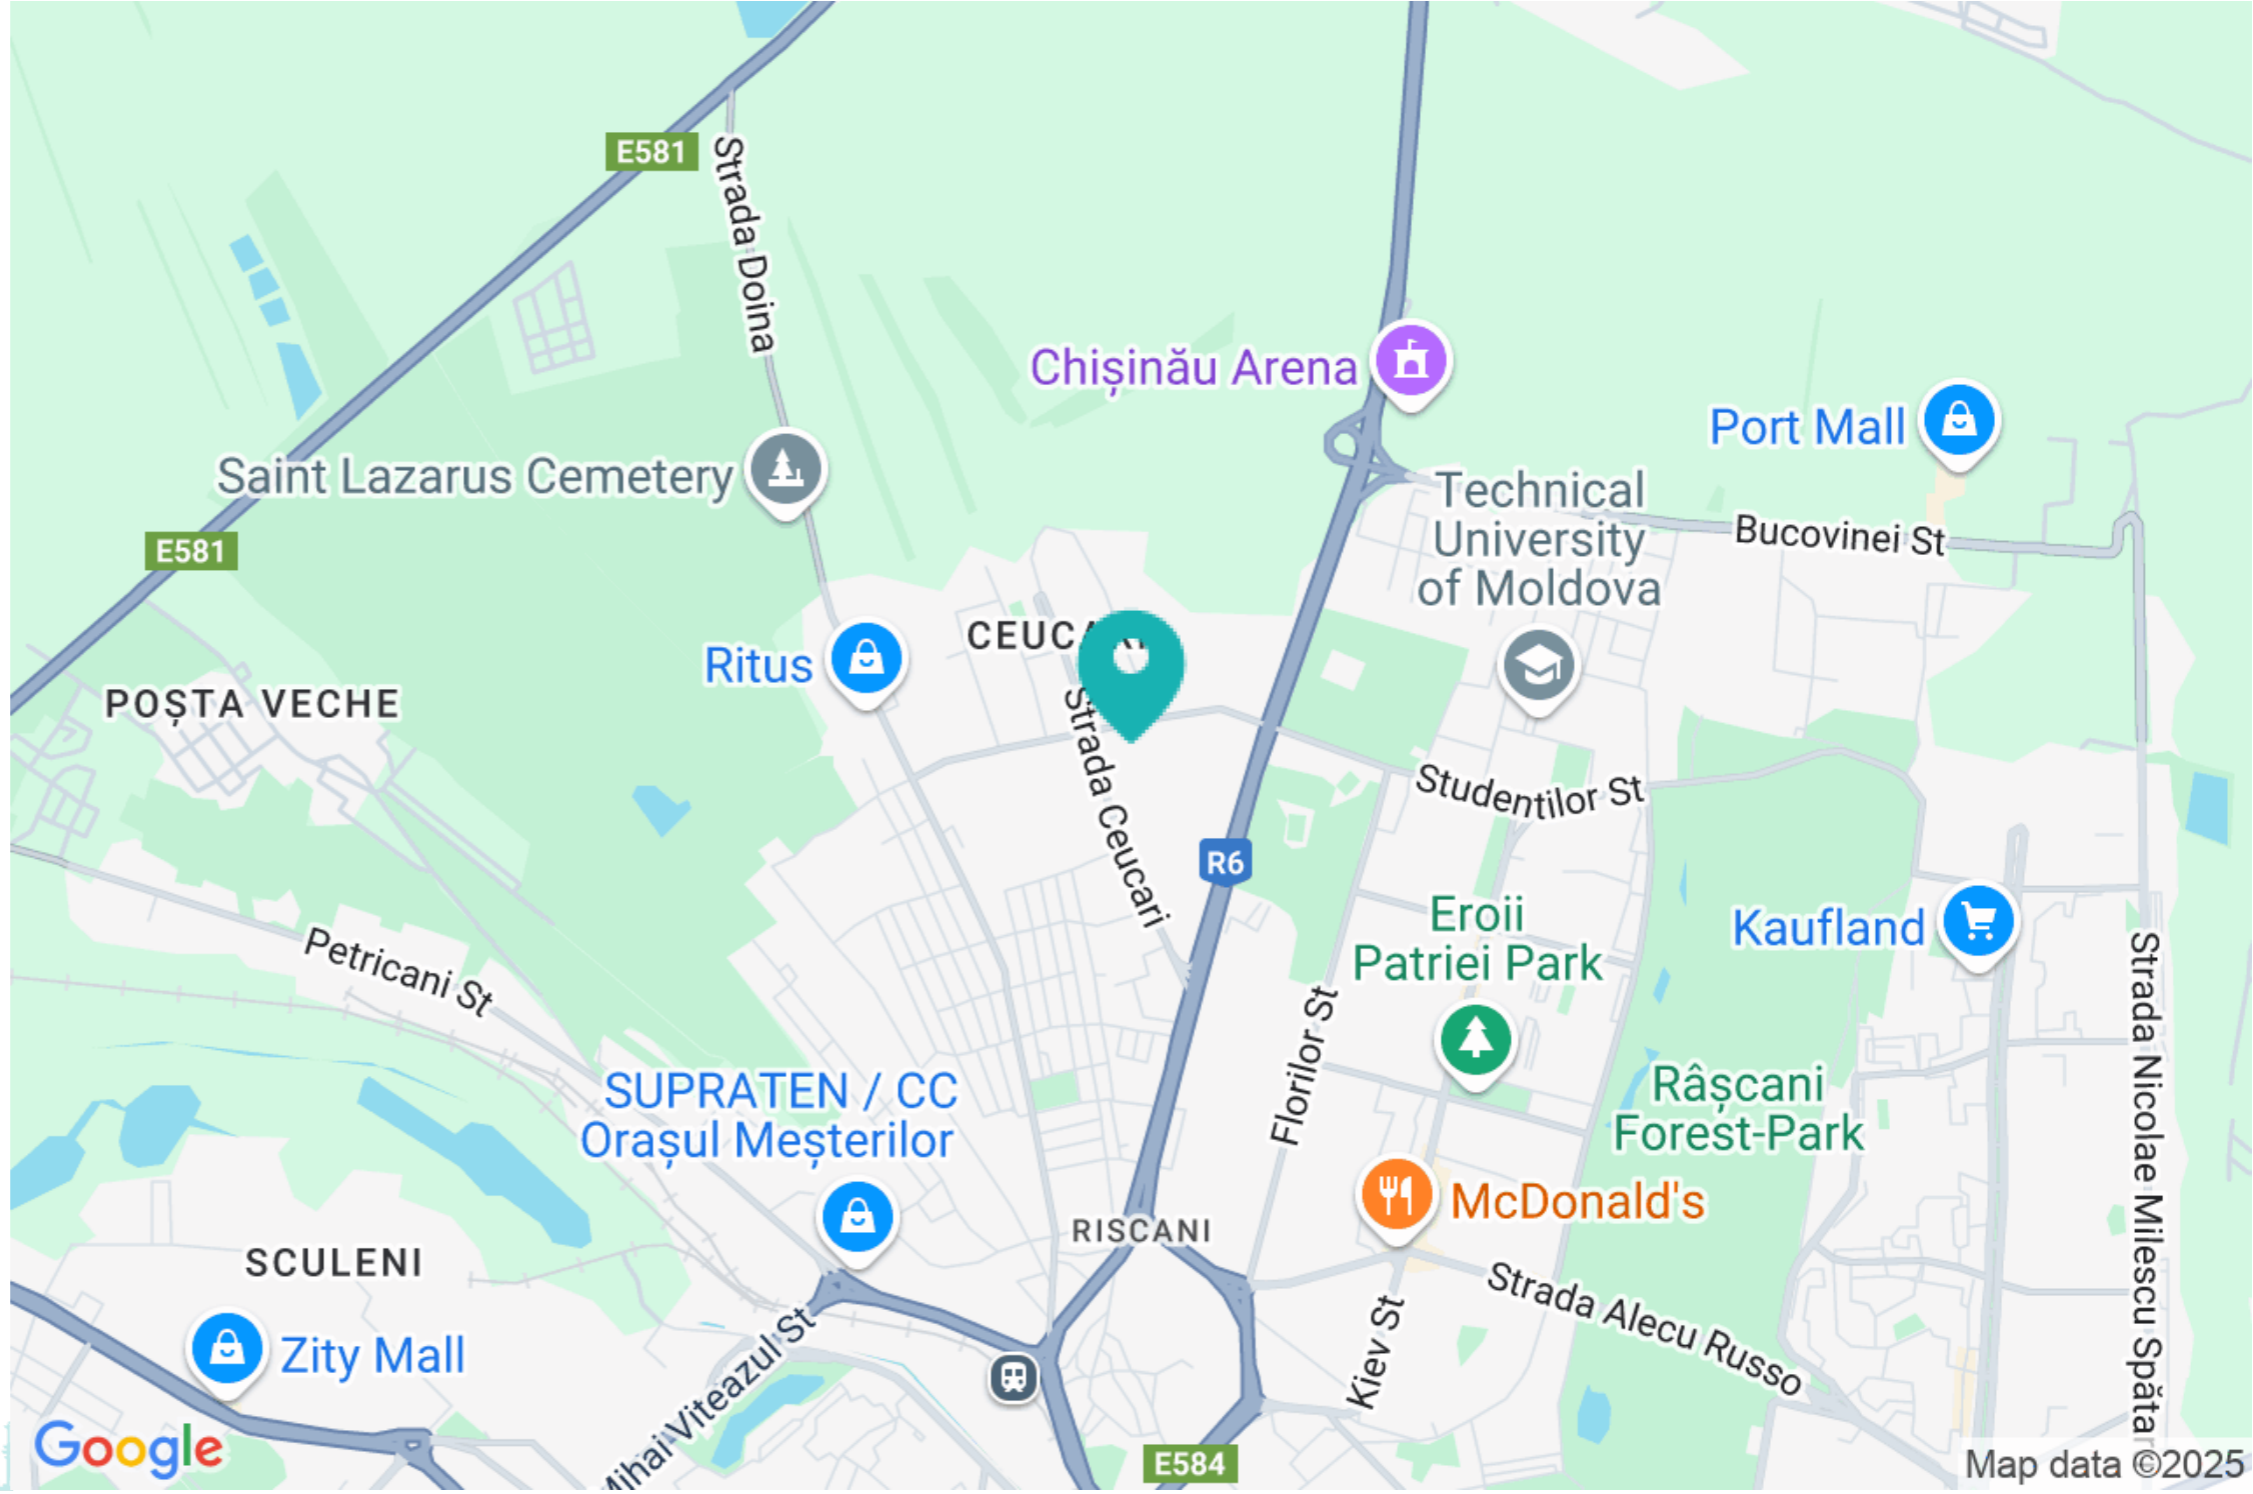 E581
Strada Doina
Chișinău Arena
Port Mall
Saint Lazarus Cemetery
Technical
University
of Moldova
Bucovinei St
E581
Ritus
POȘTA VECHE
Strada Ceucari
Studentilor St
R6
Eroii
Patriei Park
Kaufland
Petricani St
Florilor St
Strada Nicolae Milescu Spătar
SUPRATEN / CC
Orașul Meșterilor
Râșcani
Forest-Park
McDonald's
RISCANI
SCULENI
Strada Alecu Russo
Zity Mall
Mihai Viteazul St
Kiev St
Google
E584
Map data ©2025